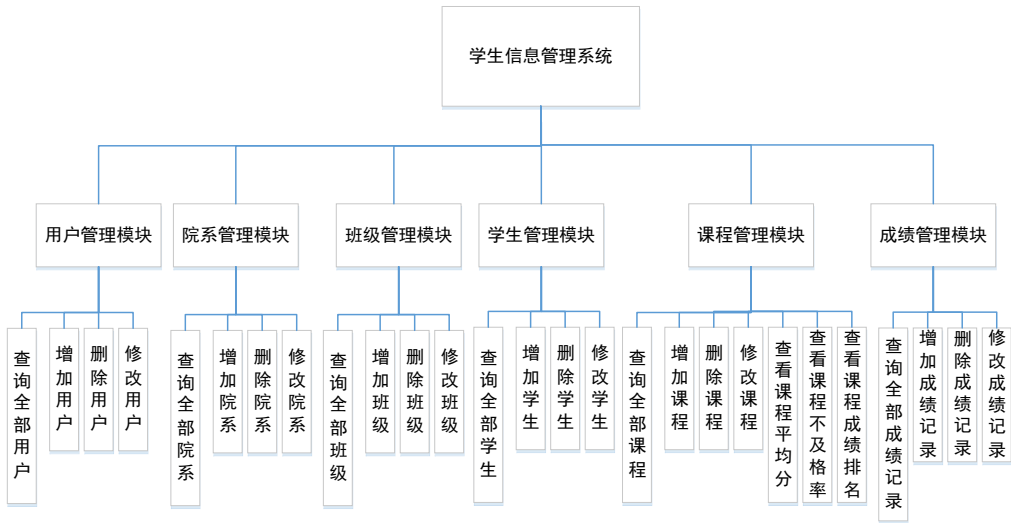 学生信息管理系统
用户管理模块
院系管理模块
班级管理模块
学生管理模块
课程管理模块
成绩管理模块
查询全部用户
增加用户
删除用户
修改用户
查询全部院系
增加院系
删除院系
修改院系
查询全部班级
增加班级
删除班级
修改班级
查询全部学生
增加学生
删除学生
修改学生
查询全部课程
增加课程
删除课程
修改课程
查看课程平均分
查看课程不及格率
查看课程成绩排名
查询全部成绩记录
增加成绩记录
删除成绩记录
修改成绩记录